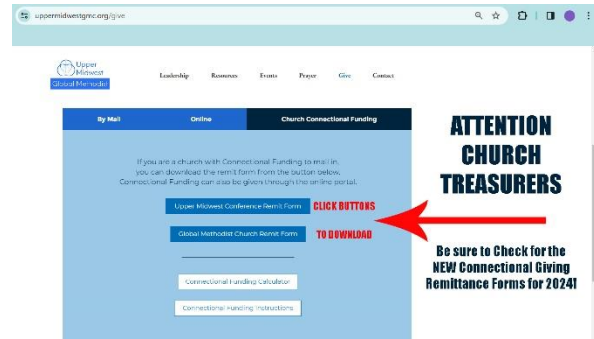 uppermidwestgmc.org/give
Upper
Midwest
Global Methodist
Leadership Resources Events Prayer Give Contact
By Mail Online Church Connectional Funding
If you are a church with Connectional Funding to mail in,
you can download the remit form from the button below.
Connectional Funding can also be given through the online portal.
Upper Midwest Conference Remit Form CLICK BUTTONS
Global Methodist Church Remit Form TO DOWNLOAD
Connectional Funding Calculator
Connectional Funding Instructions
ATTENTION
CHURCH
TREASURERS
Be sure to Check for the
NEW Connectional Giving
Remittance Forms for 2024!